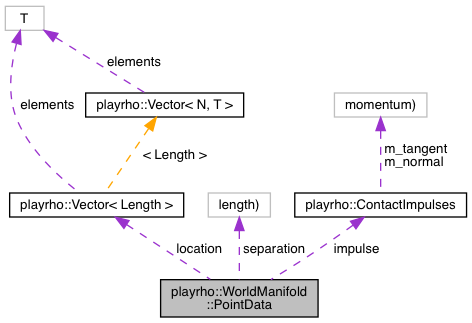 T
elements
elements
playrho::Vector< N, T >
momentum)
< Length >
m_tangent
m_normal
playrho::Vector< Length >
length)
playrho::ContactImpulses
location
separation
impulse
playrho::WorldManifold
::PointData